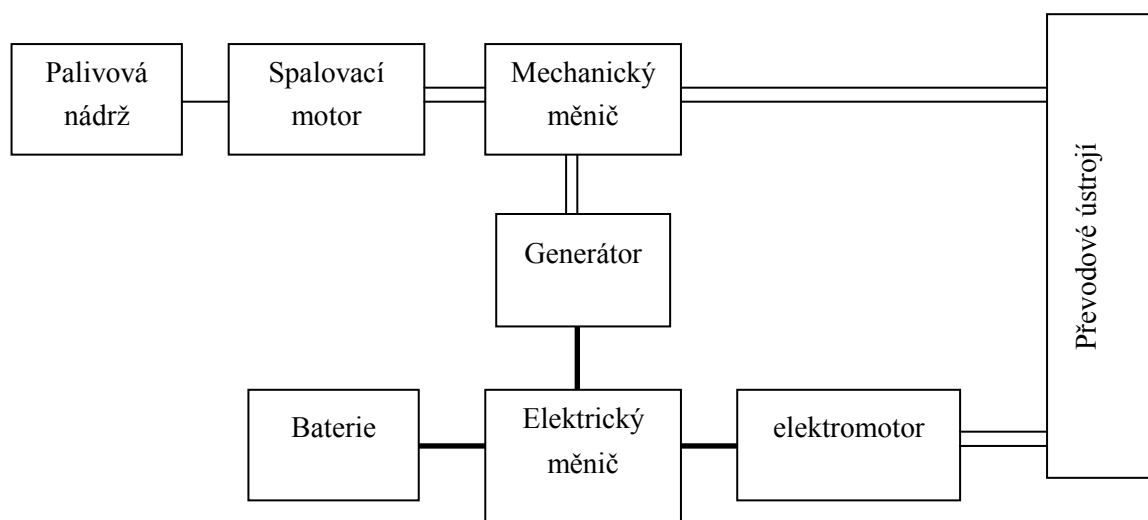 Palivová
nádrž
Spalovací
motor
Mechanický
měnič
Generátor
Baterie
Elektrický
měnič
elektromotor
Převodové ústrojí